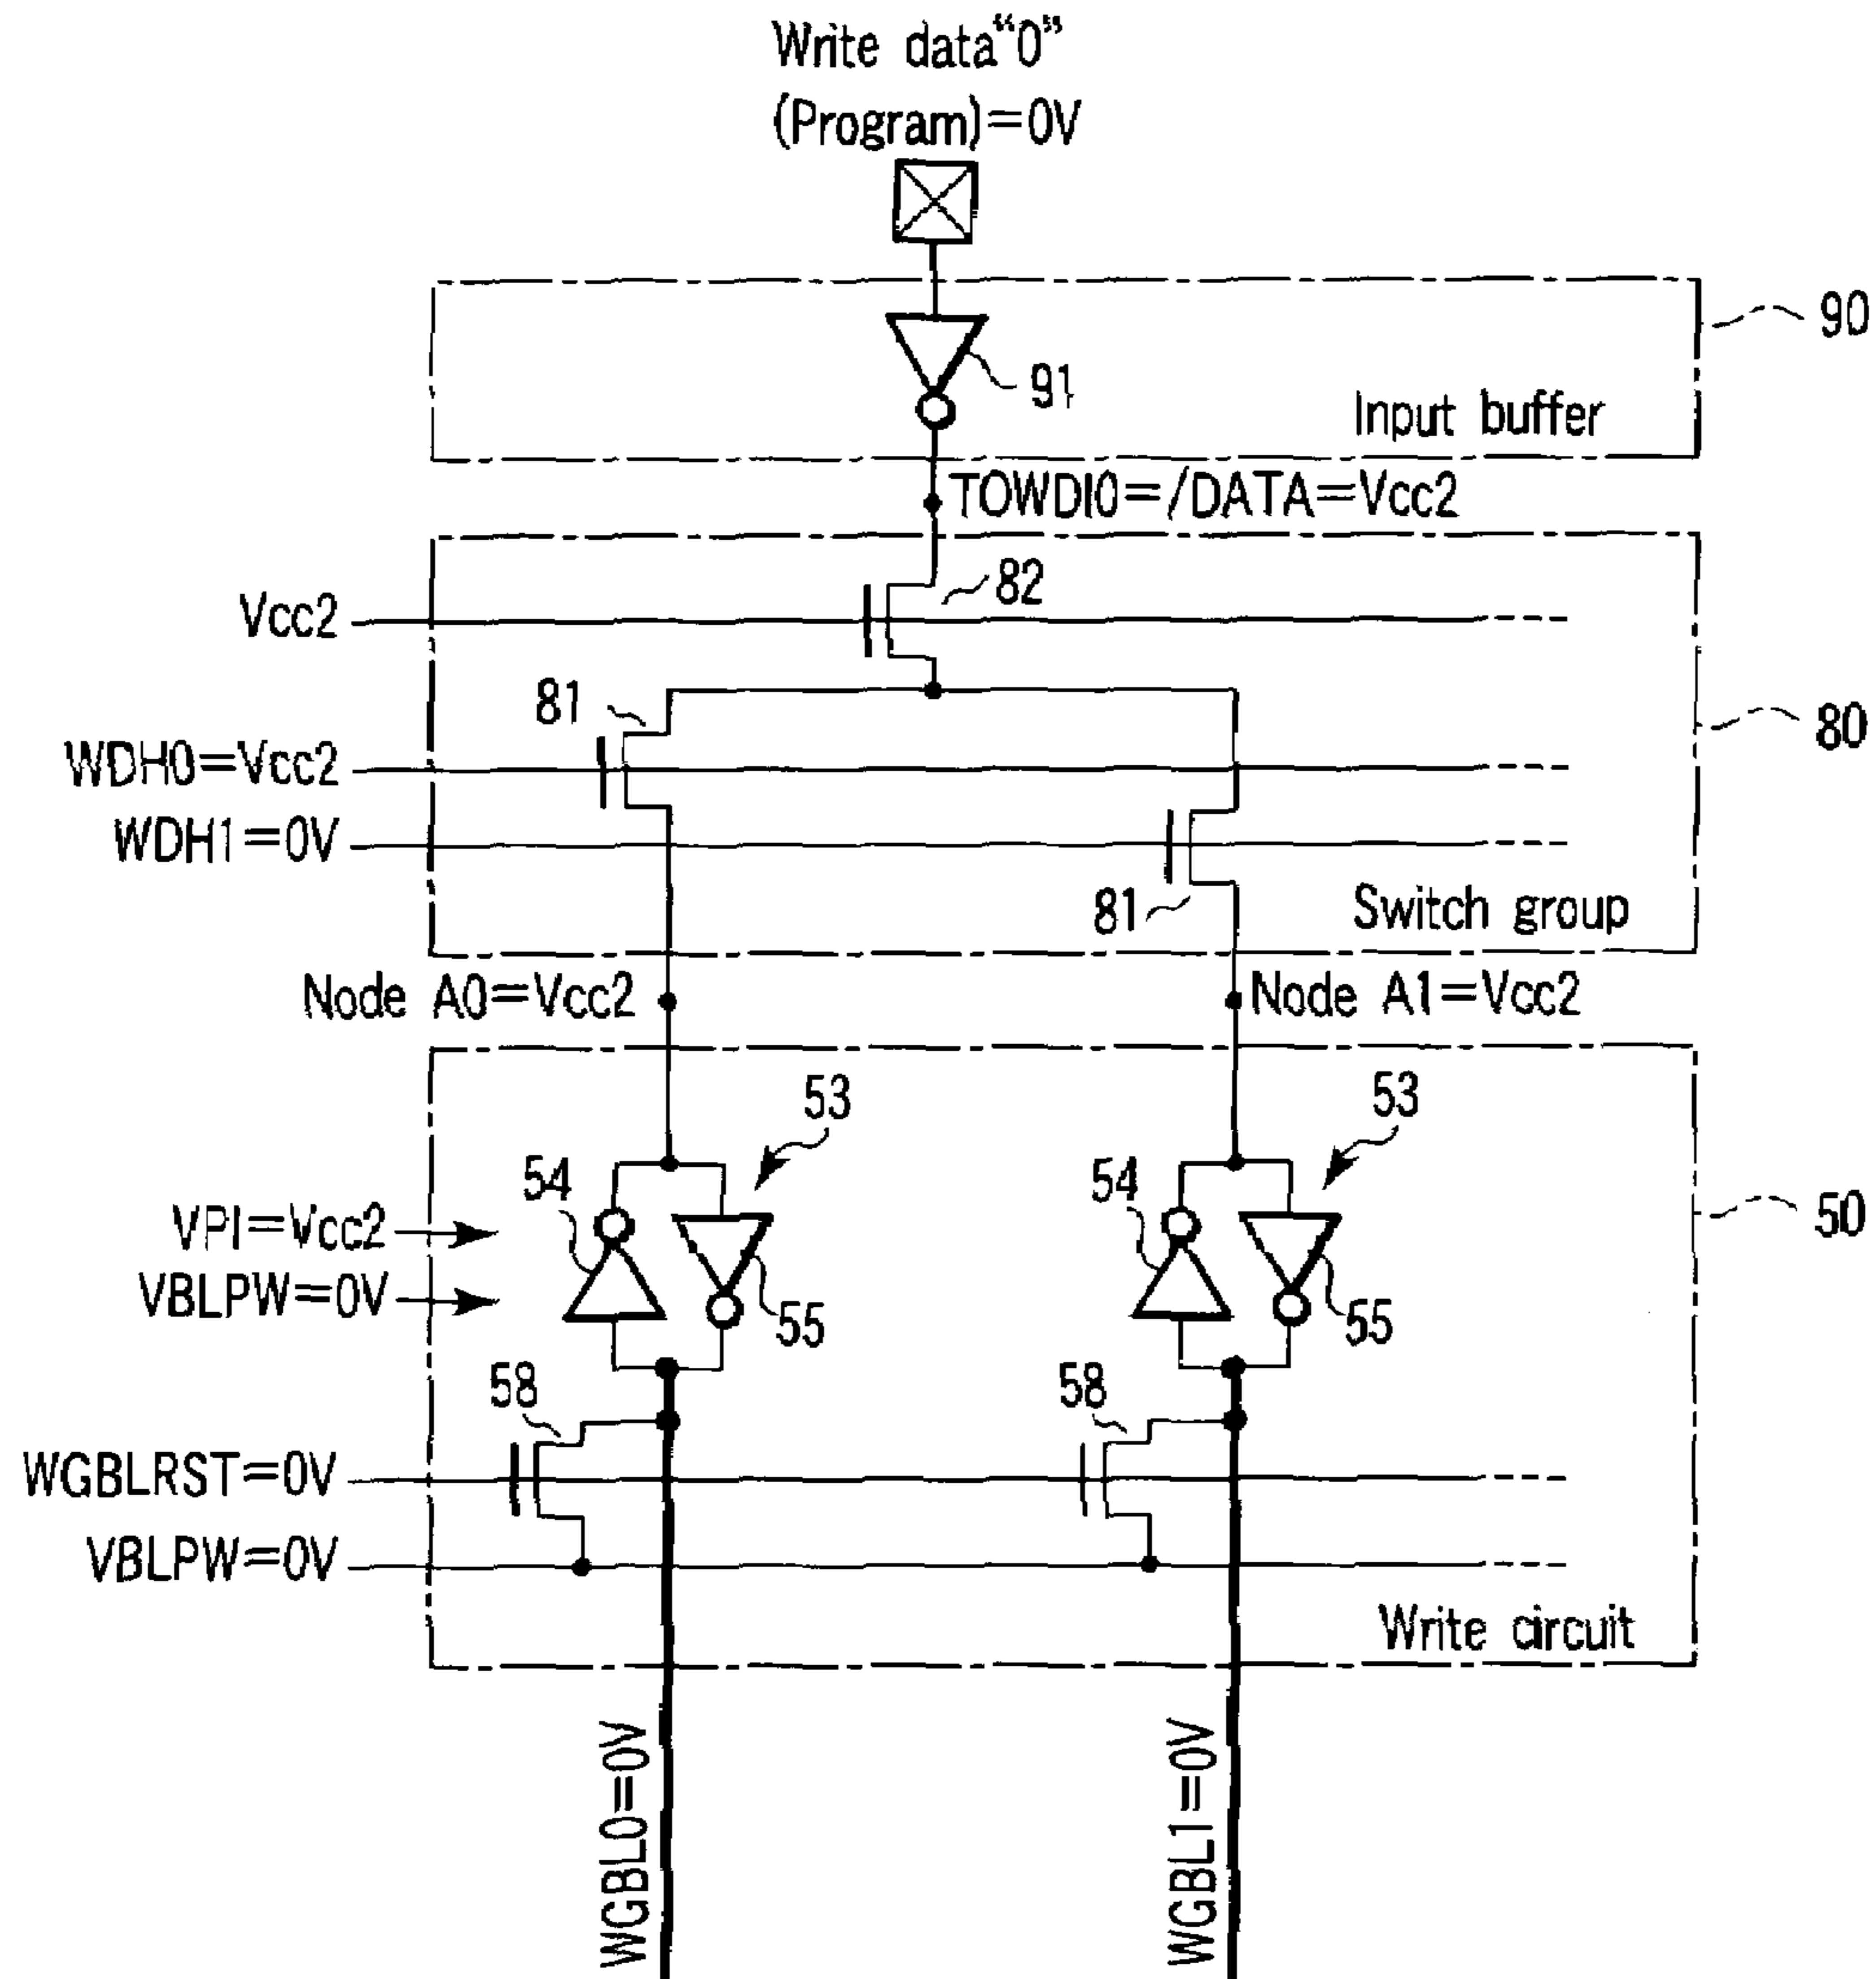 Write data“0”
(Program)=0V
90
91
Input buffer
TOWDI0=/DATA=Vcc2
82
Vcc2
81
80
WDH0=Vcc2
WDH1=0V
81
Switch group
Node A0=Vcc2
Node A1=Vcc2
53
53
54
54
50
VPI=Vcc2
VBLPW=0V
55
55
58
58
WGBLRST=0V
VBLPW=0V
Write circuit
WGBL0=0V
WGBL1=0V